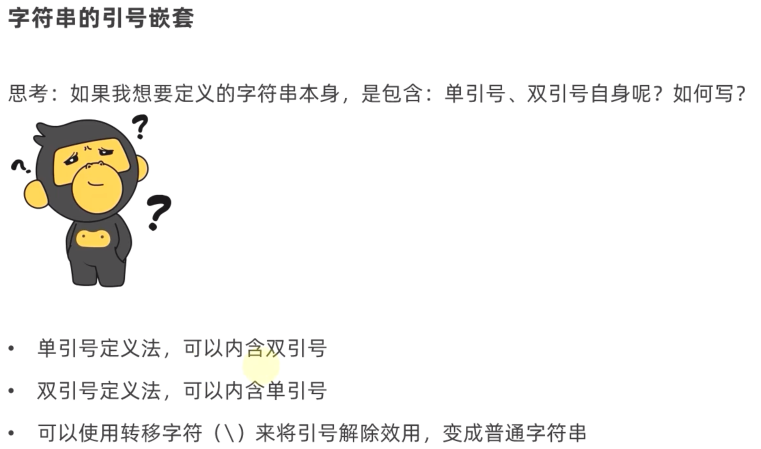 字符串的引号嵌套
思考：如果我想要定义的字符串本身，是包含：单引号、双引号自身呢？如何写？
?
?
• 单引号定义法，可以内含双引号
• 双引号定义法，可以内含单引号
• 可以使用转移字符（\）来将引号解除效用，变成普通字符串